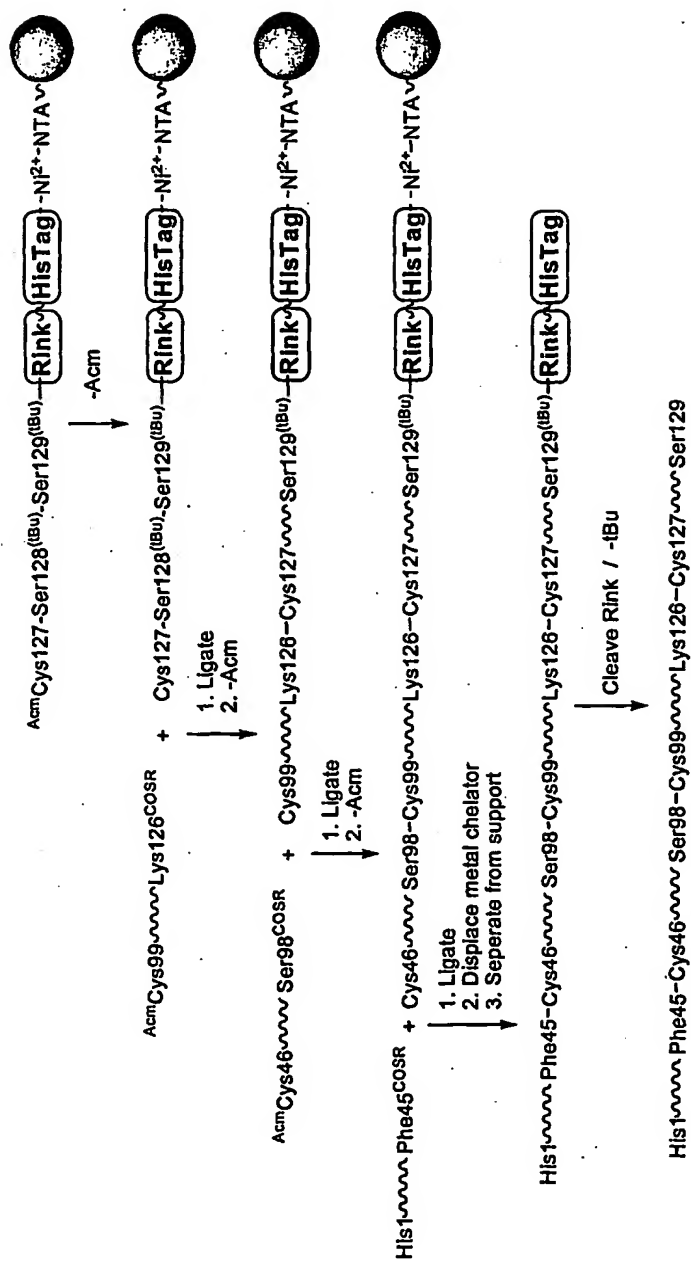 AcmCys127-Ser128(tBu)-Ser129(tBu)—Rink HisTag--Ni2+-NTA
-Acm
AcmCys99 Lys126COSR + Cys127-Ser128(tBu)-Ser129(tBu)—Rink HisTag--Ni2+-NTA
1. Ligate
2. -Acm
AcmCys46 Ser98COSR + Cys99 Lys126–Cys127 Ser129(tBu)—Rink HisTag--Ni2+-NTA
1. Ligate
2. -Acm
His1 Phe45COSR + Cys46 Ser98-Cys99 Lys126–Cys127 Ser129(tBu)—Rink HisTag--Ni2+-NTA
1. Ligate
2. Displace metal chelator
3. Seperate from support
His1 Phe45–Cys46 Ser98-Cys99 Lys126–Cys127 Ser129(tBu)—Rink HisTag
Cleave Rink / -tBu
His1 Phe45–Cys46 Ser98-Cys99 Lys126–Cys127 Ser129